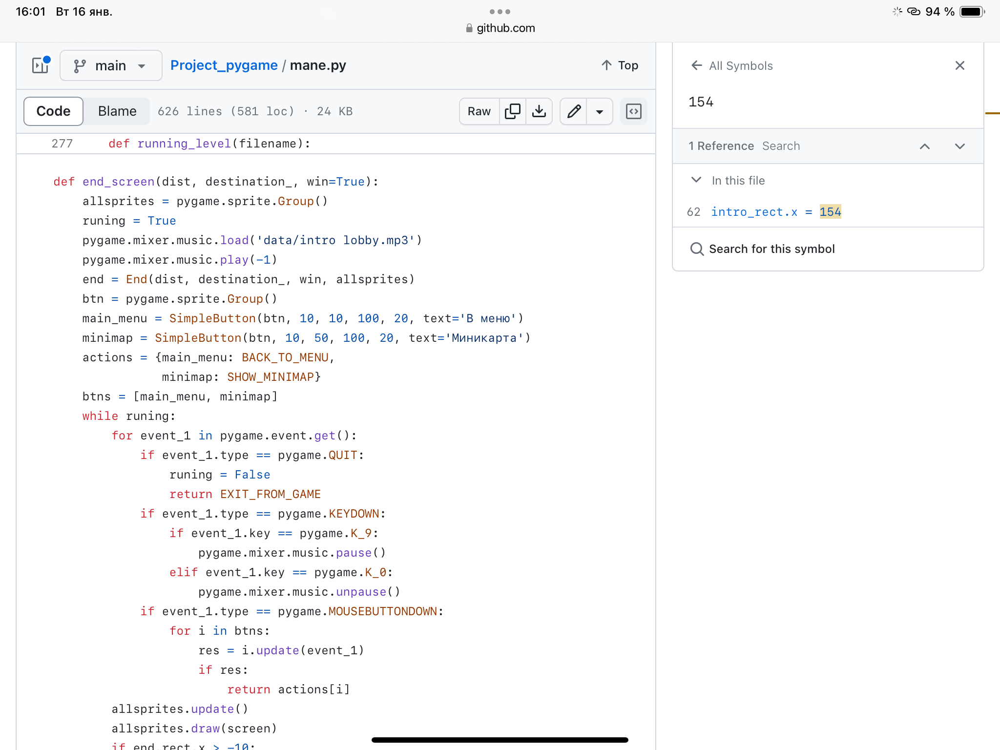 16:01 Вт 16 янв.
94 %
github.com
main
Project_pygame / mane.py
Top
Code
Blame
626 lines (581 loc) · 24 KB
Raw
277 def running_level(filename):
def end_screen(dist, destination_, win=True):
allsprites = pygame.sprite.Group()
runing = True
pygame.mixer.music.load('data/intro lobby.mp3')
pygame.mixer.music.play(-1)
end = End(dist, destination_, win, allsprites)
btn = pygame.sprite.Group()
main_menu = SimpleButton(btn, 10, 10, 100, 20, text='В меню')
minimap = SimpleButton(btn, 10, 50, 100, 20, text='Миникарта')
actions = {main_menu: BACK_TO_MENU,
minimap: SHOW_MINIMAP}
btns = [main_menu, minimap]
while runing:
for event_1 in pygame.event.get():
if event_1.type == pygame.QUIT:
runing = False
return EXIT_FROM_GAME
if event_1.type == pygame.KEYDOWN:
if event_1.key == pygame.K_9:
pygame.mixer.music.pause()
elif event_1.key == pygame.K_0:
pygame.mixer.music.unpause()
if event_1.type == pygame.MOUSEBUTTONDOWN:
for i in btns:
res = i.update(event_1)
if res:
return actions[i]
allsprites.update()
allsprites.draw(screen)
if end.rect.x > -10:
All Symbols
154
1 Reference Search
In this file
62 intro_rect.x = 154
Search for this symbol